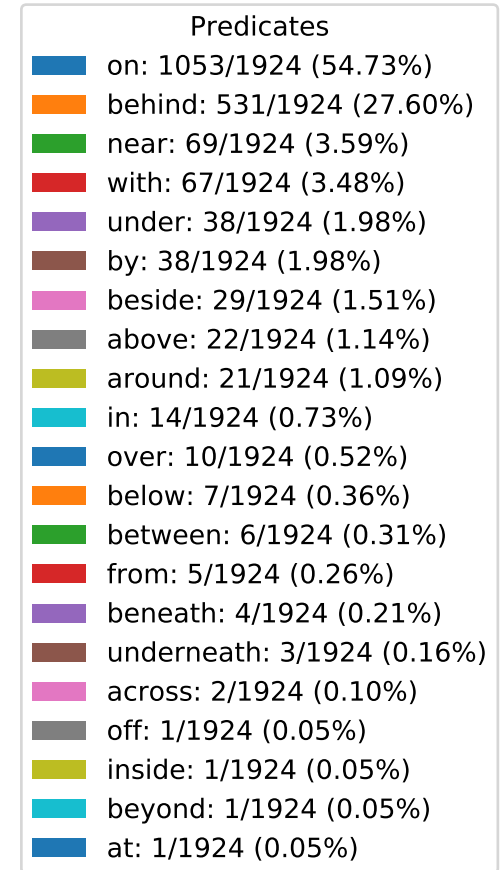 Predicates
on: 1053/1924 (54.73%)
behind: 531/1924 (27.60%)
near: 69/1924 (3.59%)
with: 67/1924 (3.48%)
under: 38/1924 (1.98%)
by: 38/1924 (1.98%)
beside: 29/1924 (1.51%)
above: 22/1924 (1.14%)
around: 21/1924 (1.09%)
in: 14/1924 (0.73%)
over: 10/1924 (0.52%)
below: 7/1924 (0.36%)
between: 6/1924 (0.31%)
from: 5/1924 (0.26%)
beneath: 4/1924 (0.21%)
underneath: 3/1924 (0.16%)
across: 2/1924 (0.10%)
off: 1/1924 (0.05%)
inside: 1/1924 (0.05%)
beyond: 1/1924 (0.05%)
at: 1/1924 (0.05%)